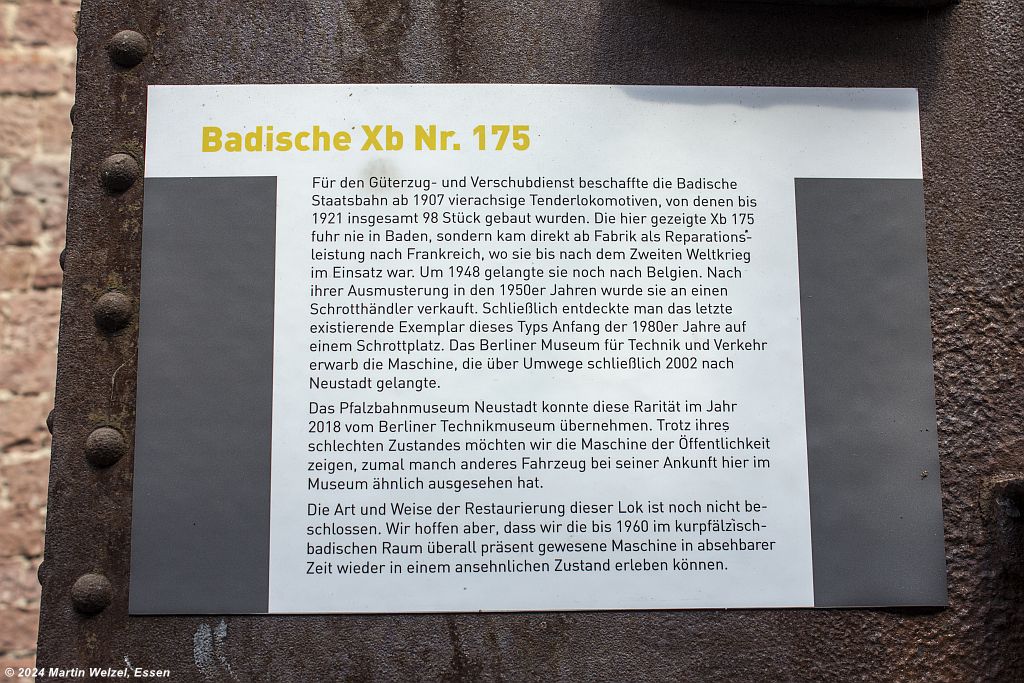 Badische Xb Nr. 175
Für den Güterzug- und Verschubdienst beschaffte die Badische
Staatsbahn ab 1907 vierachsige Tenderlokomotiven, von denen bis
1921 insgesamt 98 Stück gebaut wurden. Die hier gezeigte Xb 175
fuhr nie in Baden, sondern kam direkt ab Fabrik als Reparations-
leistung nach Frankreich, wo sie bis nach dem Zweiten Weltkrieg
im Einsatz war. Um 1948 gelangte sie noch nach Belgien. Nach
ihrer Ausmusterung in den 1950er Jahren wurde sie an einen
Schrotthändler verkauft. Schließlich entdeckte man das letzte
existierende Exemplar dieses Typs Anfang der 1980er Jahre auf
einem Schrottplatz. Das Berliner Museum für Technik und Verkehr
erwarb die Maschine, die über Umwege schließlich 2002 nach
Neustadt gelangte.
Das Pfalzbahnmuseum Neustadt konnte diese Rarität im Jahr
2018 vom Berliner Technikmuseum übernehmen. Trotz ihres
schlechten Zustandes möchten wir die Maschine der Öffentlichkeit
zeigen, zumal manch anderes Fahrzeug bei seiner Ankunft hier im
Museum ähnlich ausgesehen hat.
Die Art und Weise der Restaurierung dieser Lok ist noch nicht be-
schlossen. Wir hoffen aber, dass wir die bis 1960 im kurpfälzisch-
badischen Raum überall präsent gewesene Maschine in absehbarer
Zeit wieder in einem ansehnlichen Zustand erleben können.
© 2024 Martin Welzel, Essen